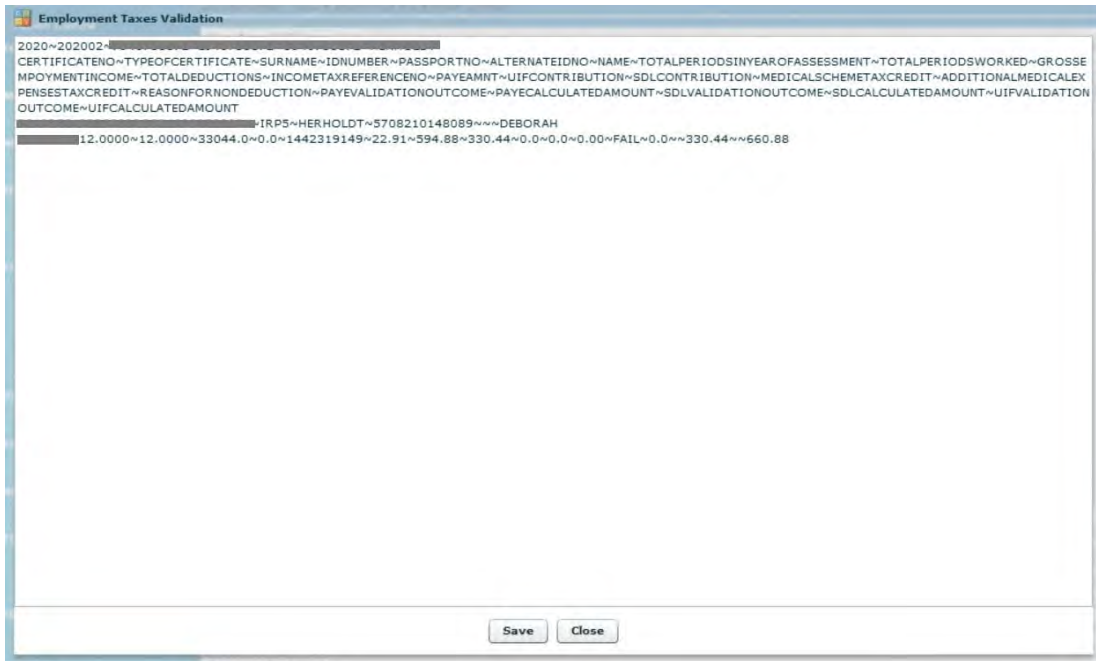 Employment Taxes Validation
2020~202002~
CERTIFICATENO~TYPEOFCERTIFICATE~SURNAME~IDNUMBER~PASSPORTNO~ALTERNATEIDNO~NAME~TOTALPERIODSINYEAROFASSESSMENT~TOTALPERIODSWORKED~GROSSE
MPOYMENTINCOME~TOTALDEDUCTIONS~INCOMETAXREFERENCENO~PAYEAMNT~UIFCONTRIBUTION~SDLCONTRIBUTION~MEDICALSCHEMETAXCREDIT~ADDITIONALMEDICALEX
PENSESTAXCREDIT~REASONFORNONDEDUCTION~PAYEVALIDATIONOUTCOME~PAYECALCULATEDAMOUNT~SDLVALIDATIONOUTCOME~SDLCALCULATEDAMOUNT~UIFVALIDATION
OUTCOME~UIFCALCULATEDAMOUNT
~IRP5~HERHOLDT~5708210148089~~~DEBORAH
12.0000~12.0000~33044.0~0.0~1442319149~22.91~594.88~330.44~0.0~0.0~0.00~FAIL~0.0~~330.44~~660.88
Save Close